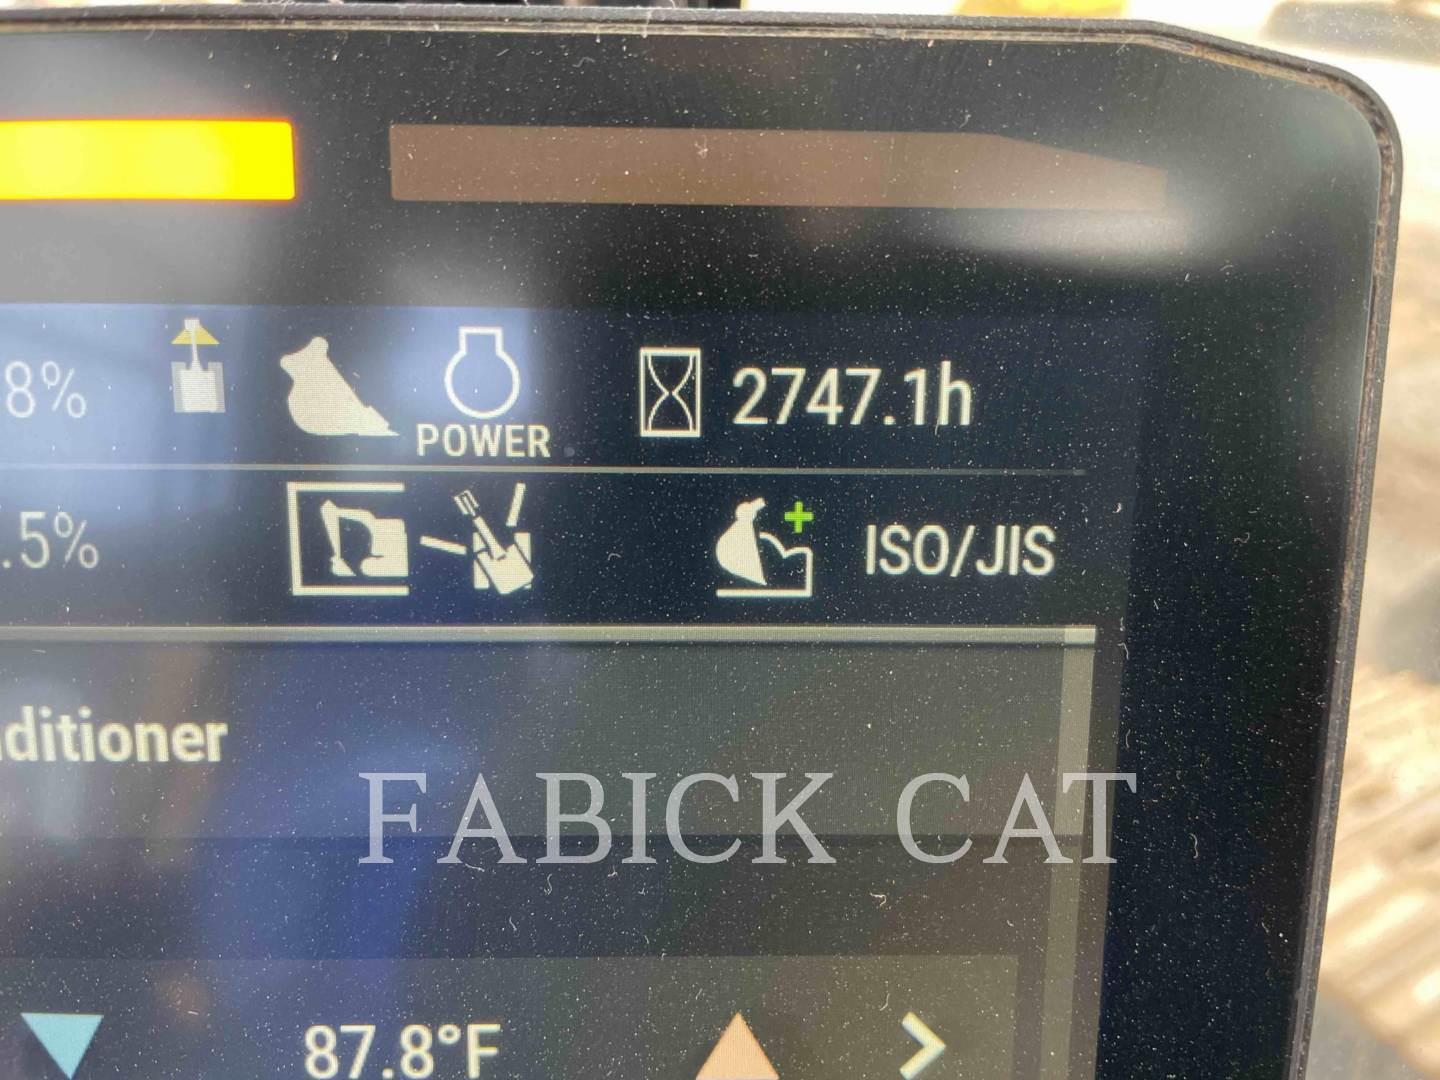 8% POWER 2747.1h
.5% ISO/JIS
ditioner
FABICK CAT
87.8°F